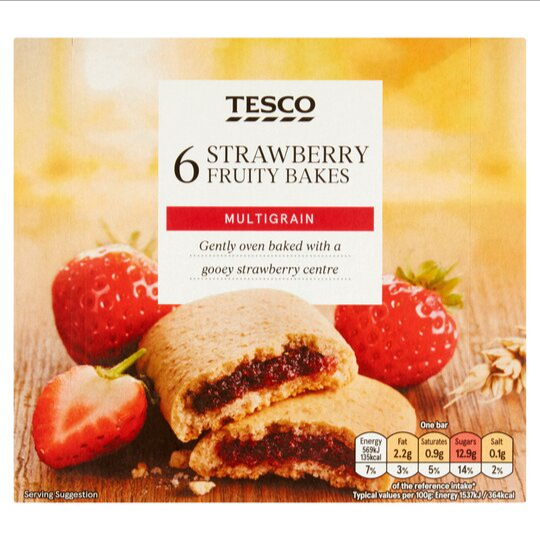 TESCO
6 STRAWBERRY
FRUITY BAKES
MULTIGRAIN
Gently oven baked with a
gooey strawberry centre
One bar
Energy Fat Saturates Sugars Salt
569kJ
135kcal 2.2g 0.9g 12.9g 0.1g
7% 3% 5% 14% 2%
of the reference intake*
Typical values per 100g: Energy 1537kJ / 364kcal
Serving Suggestion